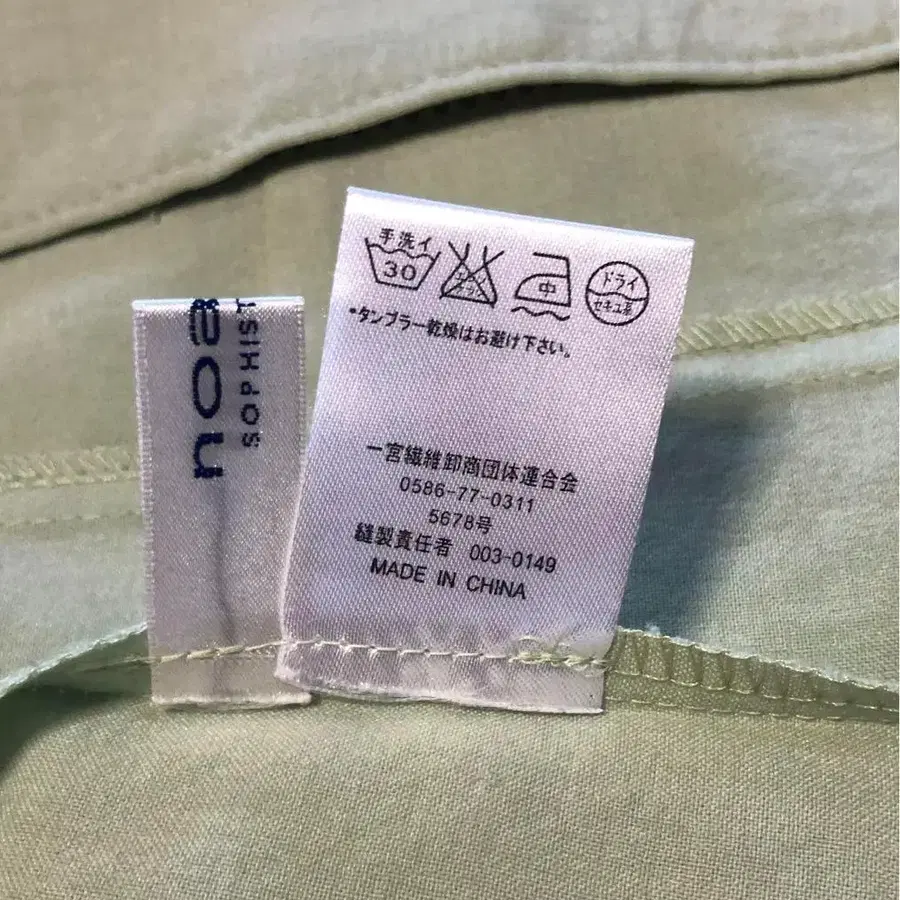 noa
SOPHIST
手洗イ
30
中
ドライ
セキユ系
*タンブラー乾燥はお避け下さい。
一宮繊維卸商団体連合会
0586-77-0311
5678号
縫製責任者 003-0149
MADE IN CHINA